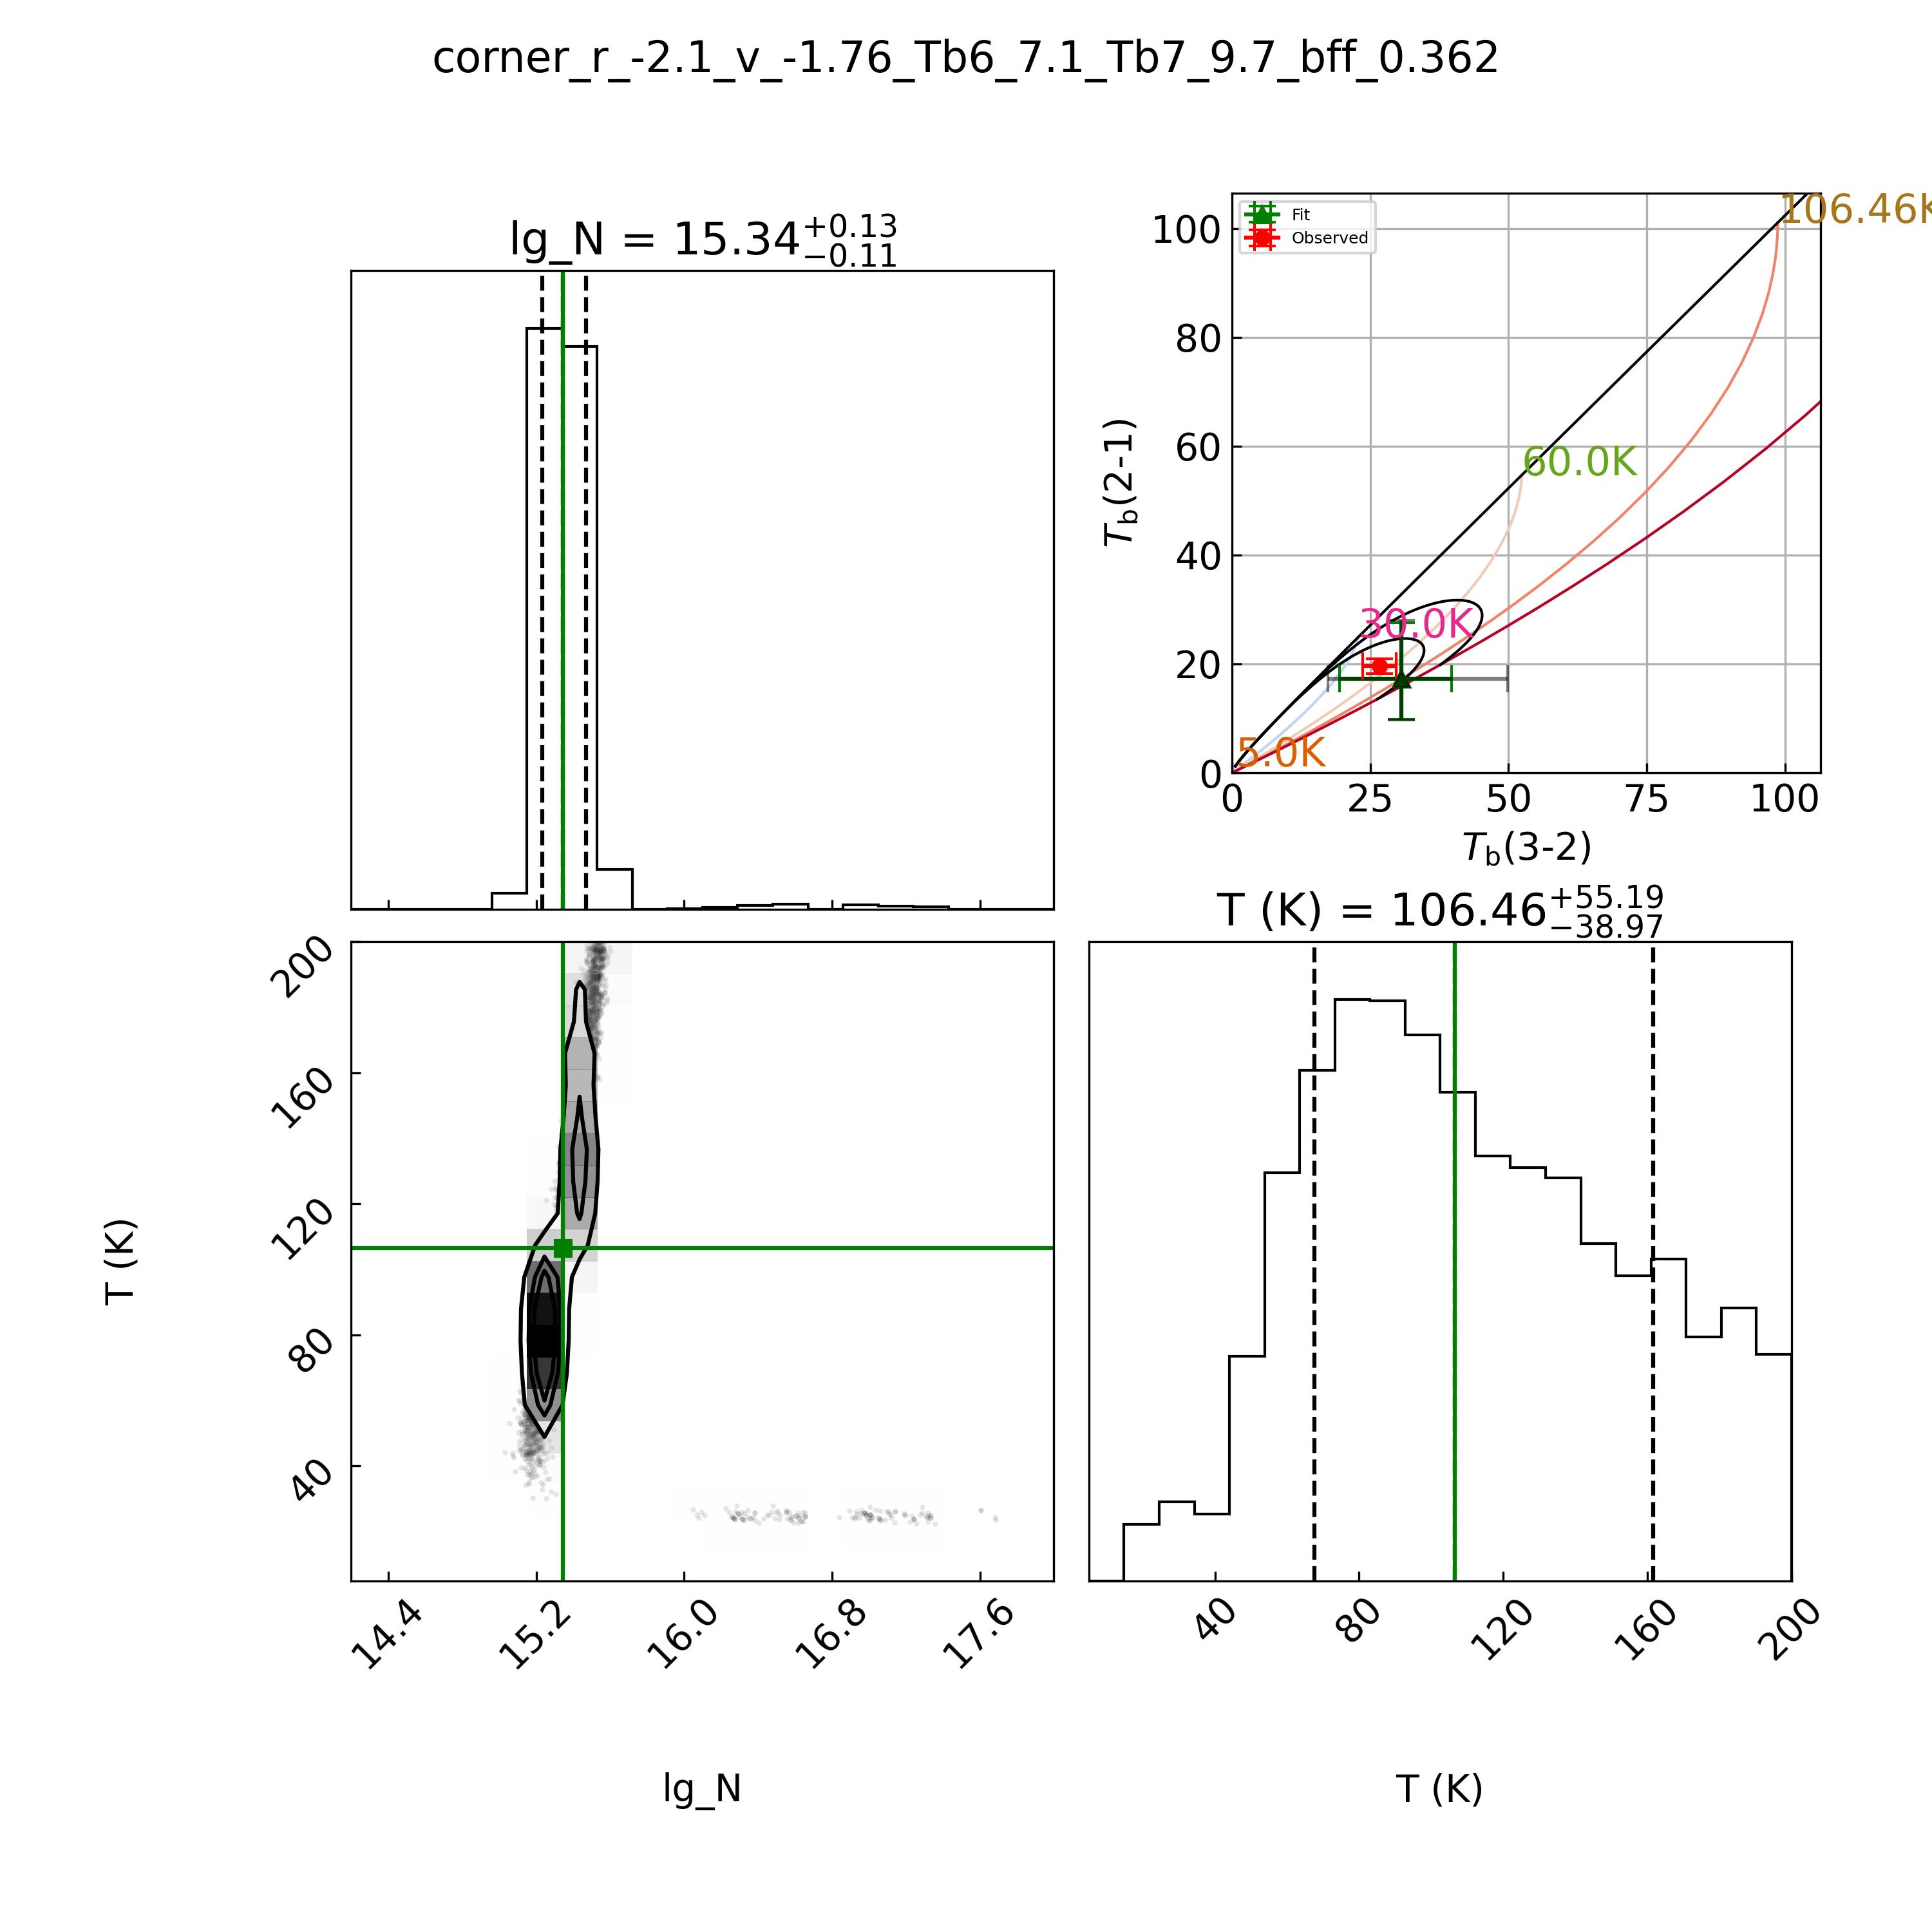 corner_r_-2.1_v_-1.76_Tb6_7.1_Tb7_9.7_bff_0.362
lg_N = 15.34+0.13−0.11
Fit
Observed
106.46K
60.0K
30.0K
5.0K
100
80
60
40
20
0
Tb(2-1)
0 25 50 75 100
Tb(3-2)
T (K) = 106.46+55.19−38.97
200
160
120
80
40
T (K)
14.4 15.2 16.0 16.8 17.6
lg_N
40 80 120 160 200
T (K)